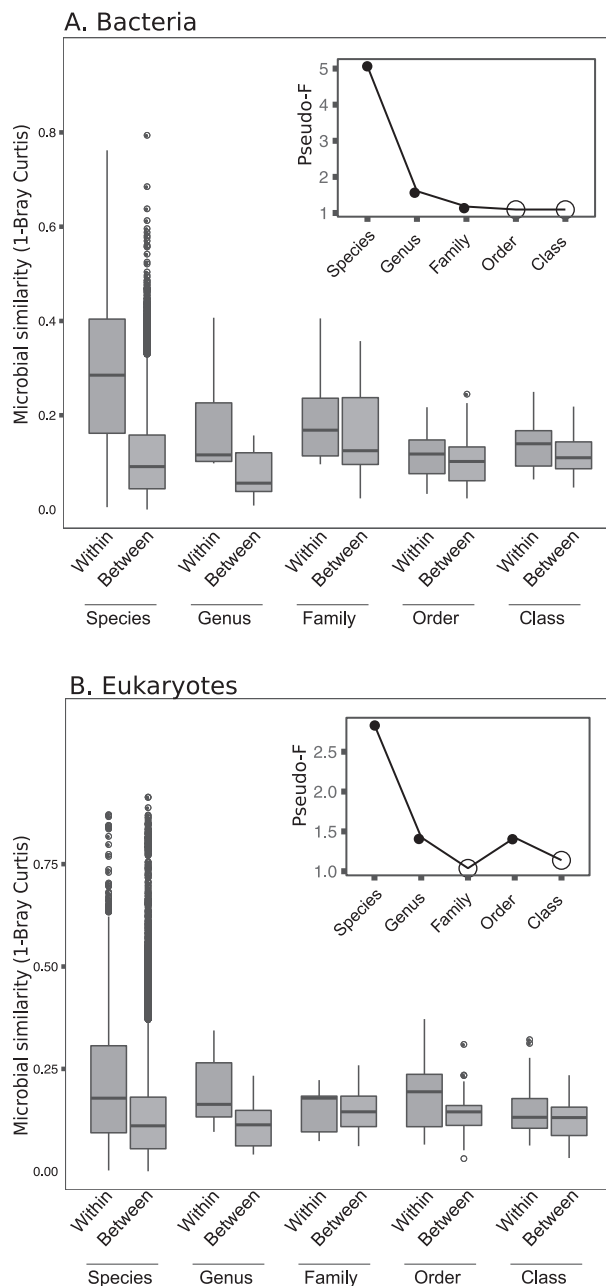 A. Bacteria
Microbial similarity (1-Bray Curtis)
0.8
0.6
0.4
0.2
0.0
Pseudo-F
5
4
3
2
1
Species Genus Family Order Class
Within Between Within Between Within Between Within Between Within Between
Species Genus Family Order Class
B. Eukaryotes
Microbial similarity (1-Bray Curtis)
0.75
0.50
0.25
0.00
Pseudo-F
2.5
2.0
1.5
1.0
Species Genus Family Order Class
Within Between Within Between Within Between Within Between Within Between
Species Genus Family Order Class